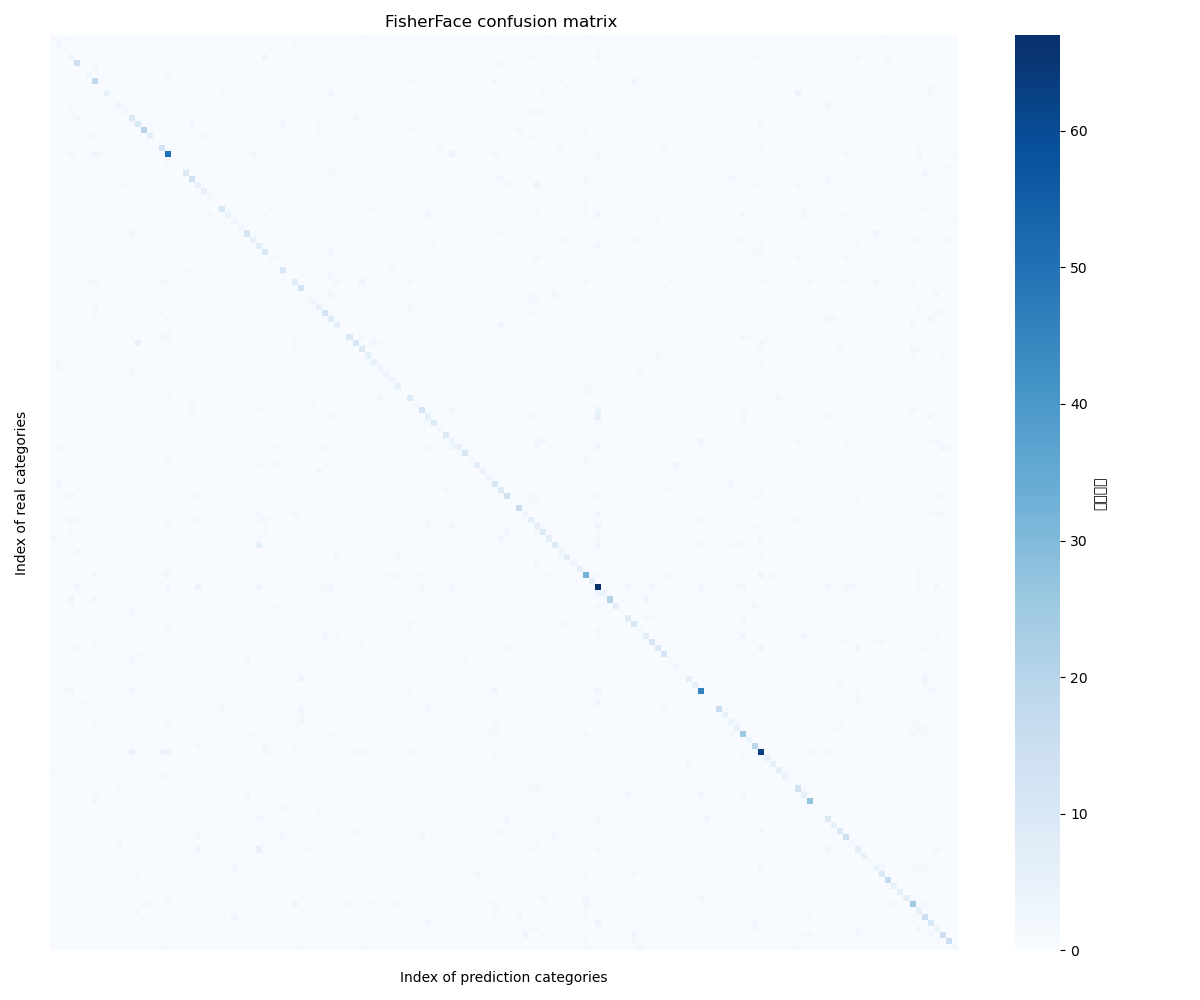 FisherFace confusion matrix
Index of real categories
Index of prediction categories
60
50
40
30
20
10
0